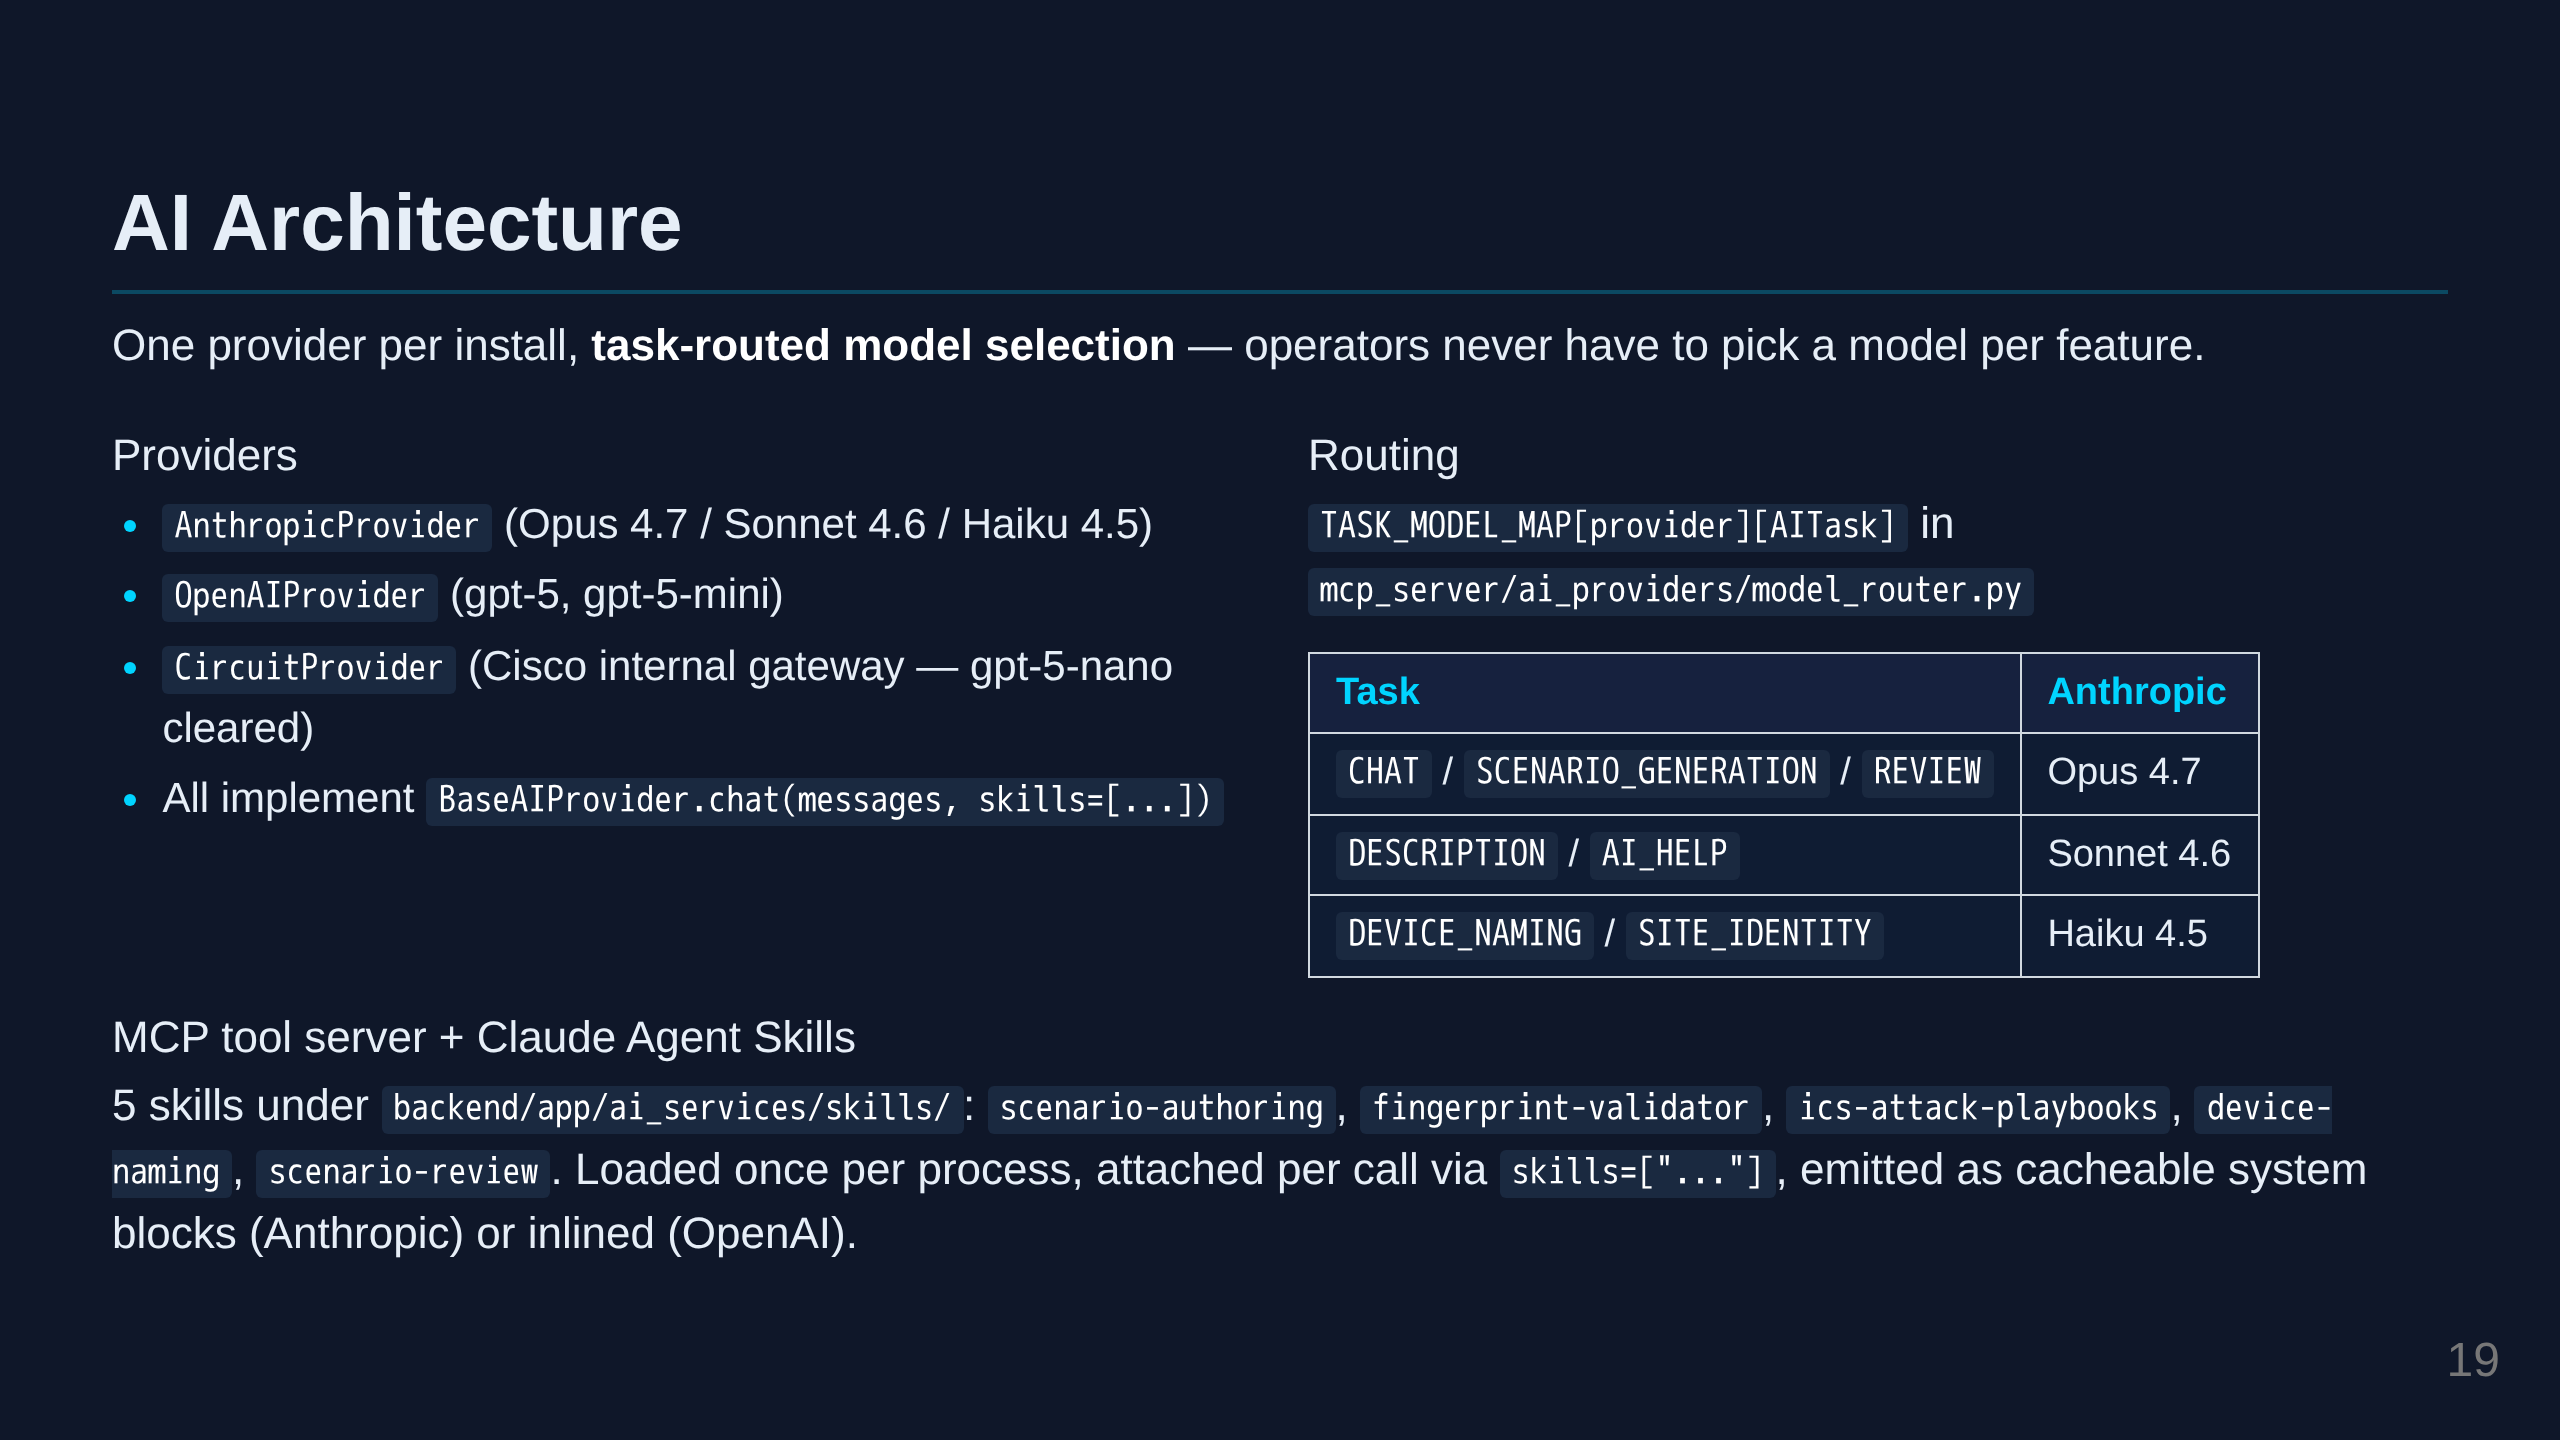 AI Architecture
One provider per install, task-routed model selection — operators never have to pick a model per feature.
Providers
• AnthropicProvider (Opus 4.7 / Sonnet 4.6 / Haiku 4.5)
• OpenAIProvider (gpt-5, gpt-5-mini)
• CircuitProvider (Cisco internal gateway — gpt-5-nano
cleared)
• All implement BaseAIProvider.chat(messages, skills=[...])
Routing
TASK_MODEL_MAP[provider][AITask] in
mcp_server/ai_providers/model_router.py
Task Anthropic
CHAT / SCENARIO_GENERATION / REVIEW Opus 4.7
DESCRIPTION / AI_HELP Sonnet 4.6
DEVICE_NAMING / SITE_IDENTITY Haiku 4.5
MCP tool server + Claude Agent Skills
5 skills under backend/app/ai_services/skills/: scenario-authoring, fingerprint-validator, ics-attack-playbooks, device-
naming, scenario-review. Loaded once per process, attached per call via skills=["..."], emitted as cacheable system
blocks (Anthropic) or inlined (OpenAI).
19